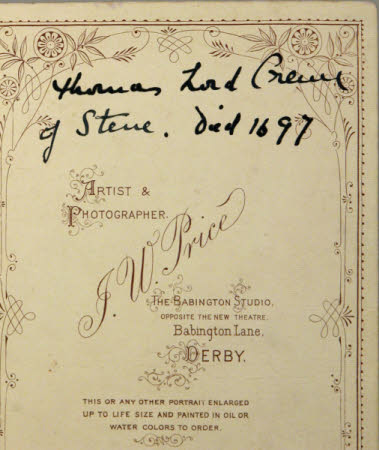 Thomas Lord Crewe
of Stene. Died 1697
ARTIST &
PHOTOGRAPHER.
J. W. Price
THE BABINGTON STUDIO,
OPPOSITE THE NEW THEATRE,
Babington Lane,
DERBY.
THIS OR ANY OTHER PORTRAIT ENLARGED
UP TO LIFE SIZE AND PAINTED IN OIL OR
WATER COLORS TO ORDER.